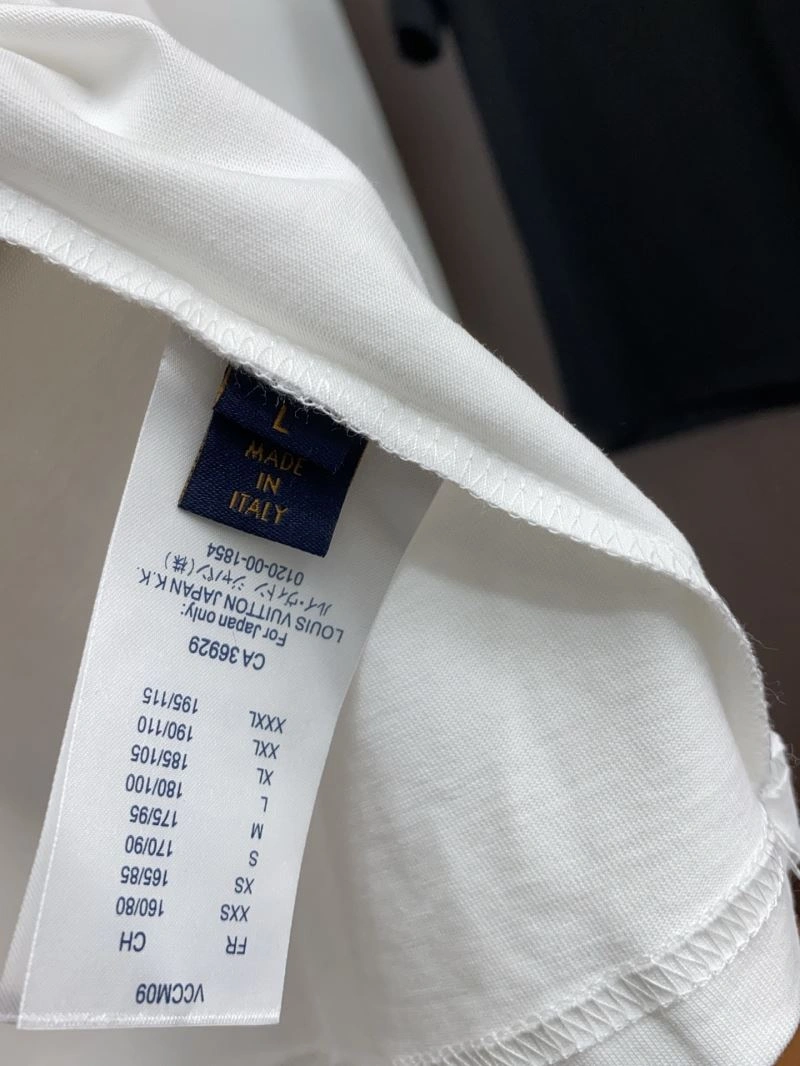 L
MADE
IN
ITALY
VCCM09
FR CH
XXS 160/80
XS 165/85
S 170/90
M 175/95
L 180/100
XL 185/105
XXL 190/110
XXXL 195/115
CA 36929
For Japan only:
LOUIS VUITTON JAPAN K.K.
ルイ・ヴィトン ジャパン(株)
0120-00-1854